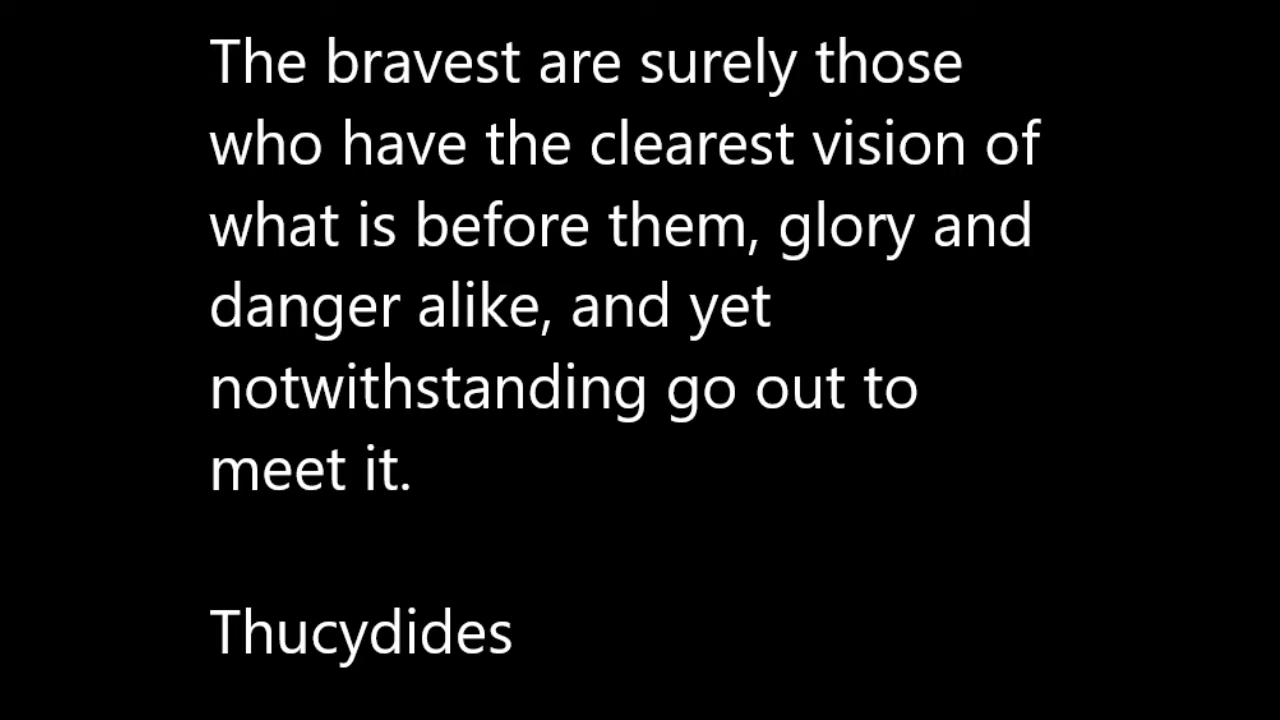 The bravest are surely those
who have the clearest vision of
what is before them, glory and
danger alike, and yet
notwithstanding go out to
meet it.
Thucydides